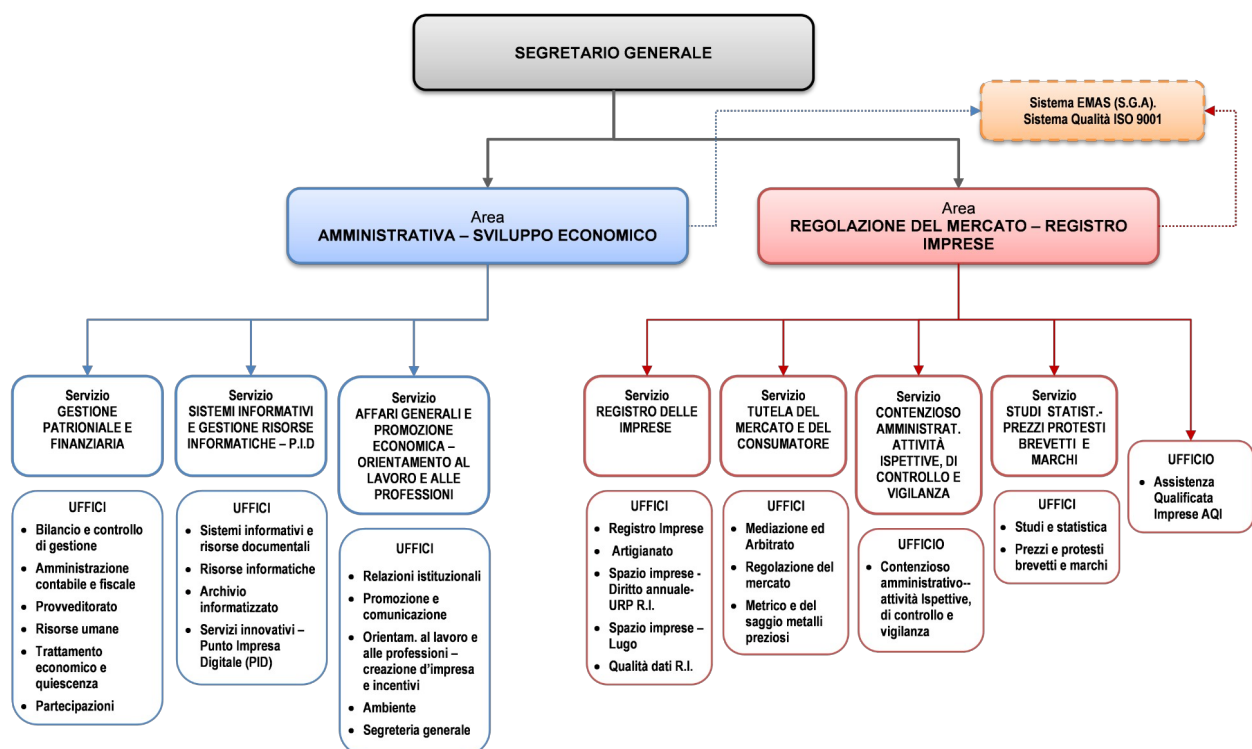 SEGRETARIO GENERALE
Sistema EMAS (S.G.A).
Sistema Qualità ISO 9001
Area
AMMINISTRATIVA – SVILUPPO ECONOMICO
Area
REGOLAZIONE DEL MERCATO – REGISTRO
IMPRESE
Servizio
GESTIONE
PATRIONIALE E
FINANZIARIA
Servizio
SISTEMI INFORMATIVI
E GESTIONE RISORSE
INFORMATICHE – P.I.D
Servizio
AFFARI GENERALI E
PROMOZIONE
ECONOMICA –
ORIENTAMENTO AL
LAVORO E ALLE
PROFESSIONI
Servizio
REGISTRO DELLE
IMPRESE
Servizio
TUTELA DEL
MERCATO E DEL
CONSUMATORE
Servizio
CONTENZIOSO
AMMINISTRAT.
ATTIVITÀ
ISPETTIVE, DI
CONTROLLO E
VIGILANZA
Servizio
STUDI STATIST.-
PREZZI PROTESTI
BREVETTI E
MARCHI
UFFICIO
• Assistenza
Qualificata
Imprese AQI
UFFICI
• Bilancio e controllo
di gestione
• Amministrazione
contabile e fiscale
• Provveditorato
• Risorse umane
• Trattamento
economico e
quiescenza
• Partecipazioni
UFFICI
• Sistemi informativi e
risorse documentali
• Risorse informatiche
• Archivio
informatizzato
• Servizi innovativi –
Punto Impresa
Digitale (PID)
UFFICI
• Relazioni istituzionali
• Promozione e
comunicazione
• Orientam. al lavoro e
alle professioni –
creazione d'impresa
e incentivi
• Ambiente
• Segreteria generale
UFFICI
• Registro Imprese
• Artigianato
• Spazio imprese -
Diritto annuale-
URP R.I.
• Spazio imprese –
Lugo
• Qualità dati R.I.
UFFICI
• Mediazione ed
Arbitrato
• Regolazione del
mercato
• Metrico e del
saggio metalli
preziosi
UFFICIO
• Contenzioso
amministrativo--
attività Ispettive,
di controllo e
vigilanza
UFFICI
• Studi e statistica
• Prezzi e protesti
brevetti e marchi